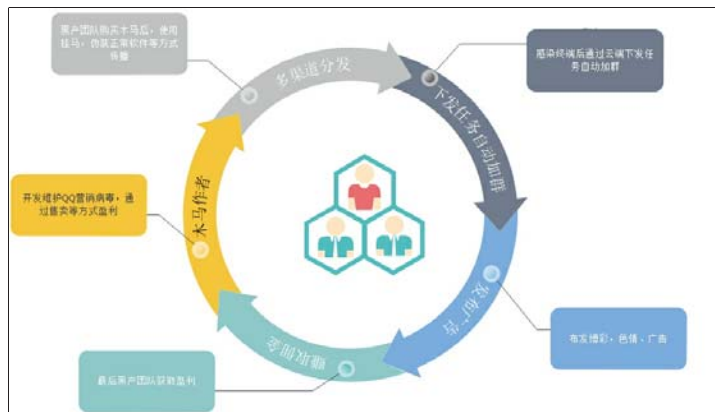 黑产团队购买木马后，使用
挂马，伪装正常软件等方式
传播
多渠道分发
感染终端后通过云端下发任
务自动加群
下发任务自动加群
开发维护QQ营销病毒，通
过售卖等方式盈利
木马作者
发布广告
布发博彩，色情、广告
赚取佣金
最后黑产团队获取盈利